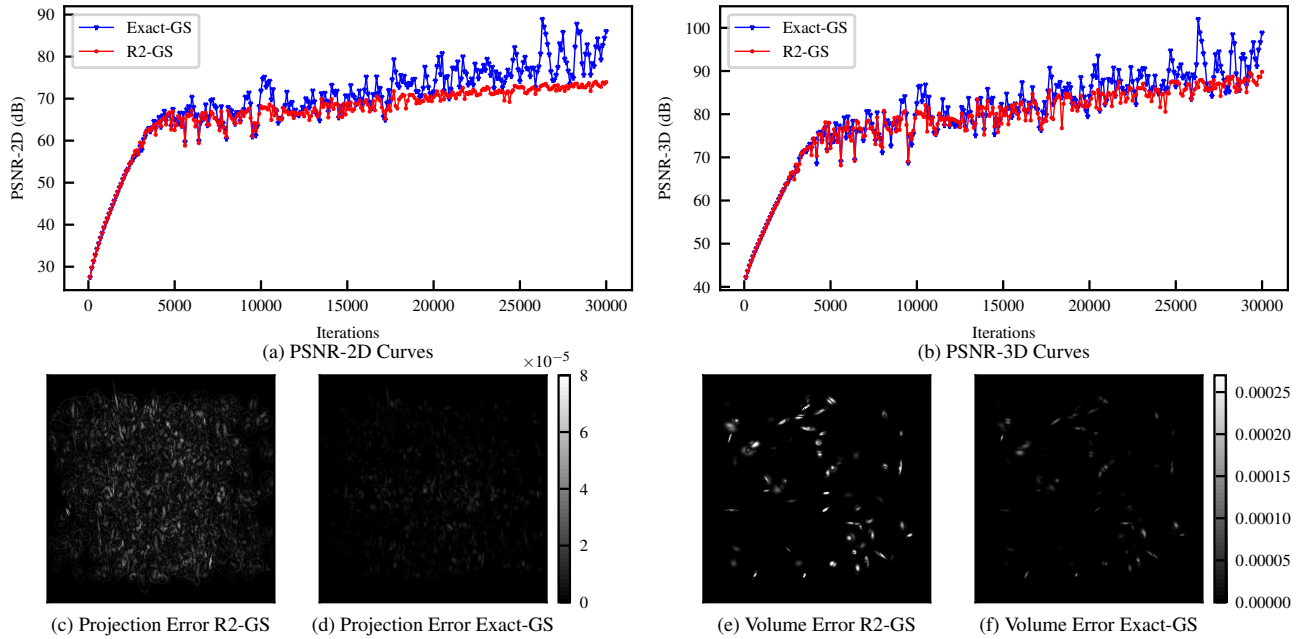 Exact-GS
R2-GS
90
80
70
60
50
40
30
PSNR-2D (dB)
0 5000 10000 15000 20000 25000 30000
Iterations
(a) PSNR-2D Curves
Exact-GS
R2-GS
100
90
80
70
60
50
40
PSNR-3D (dB)
0 5000 10000 15000 20000 25000 30000
Iterations
(b) PSNR-3D Curves
×10⁻⁵
8
6
4
2
0
0.00025
0.00020
0.00015
0.00010
0.00005
0.00000
(c) Projection Error R2-GS
(d) Projection Error Exact-GS
(e) Volume Error R2-GS
(f) Volume Error Exact-GS